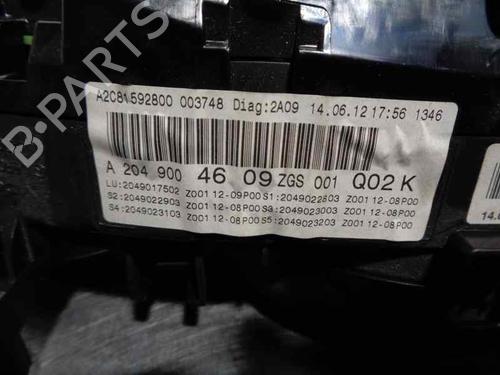 A2C81592800 003748 Diag:2A09 14.06.12 17:56 1346
A 204 900 46 09 ZGS 001 Q02 K
LU:2049017502 Z001 12-09P00 S1:2049022803 Z001 12-08P00
S2:2049022903 Z001 12-08P00 S3:2049023003 Z001 12-08P00
S4:2049023103 Z001 12-08P00 S5:2049023203 Z001 12-08P00
14.
B-PARTS